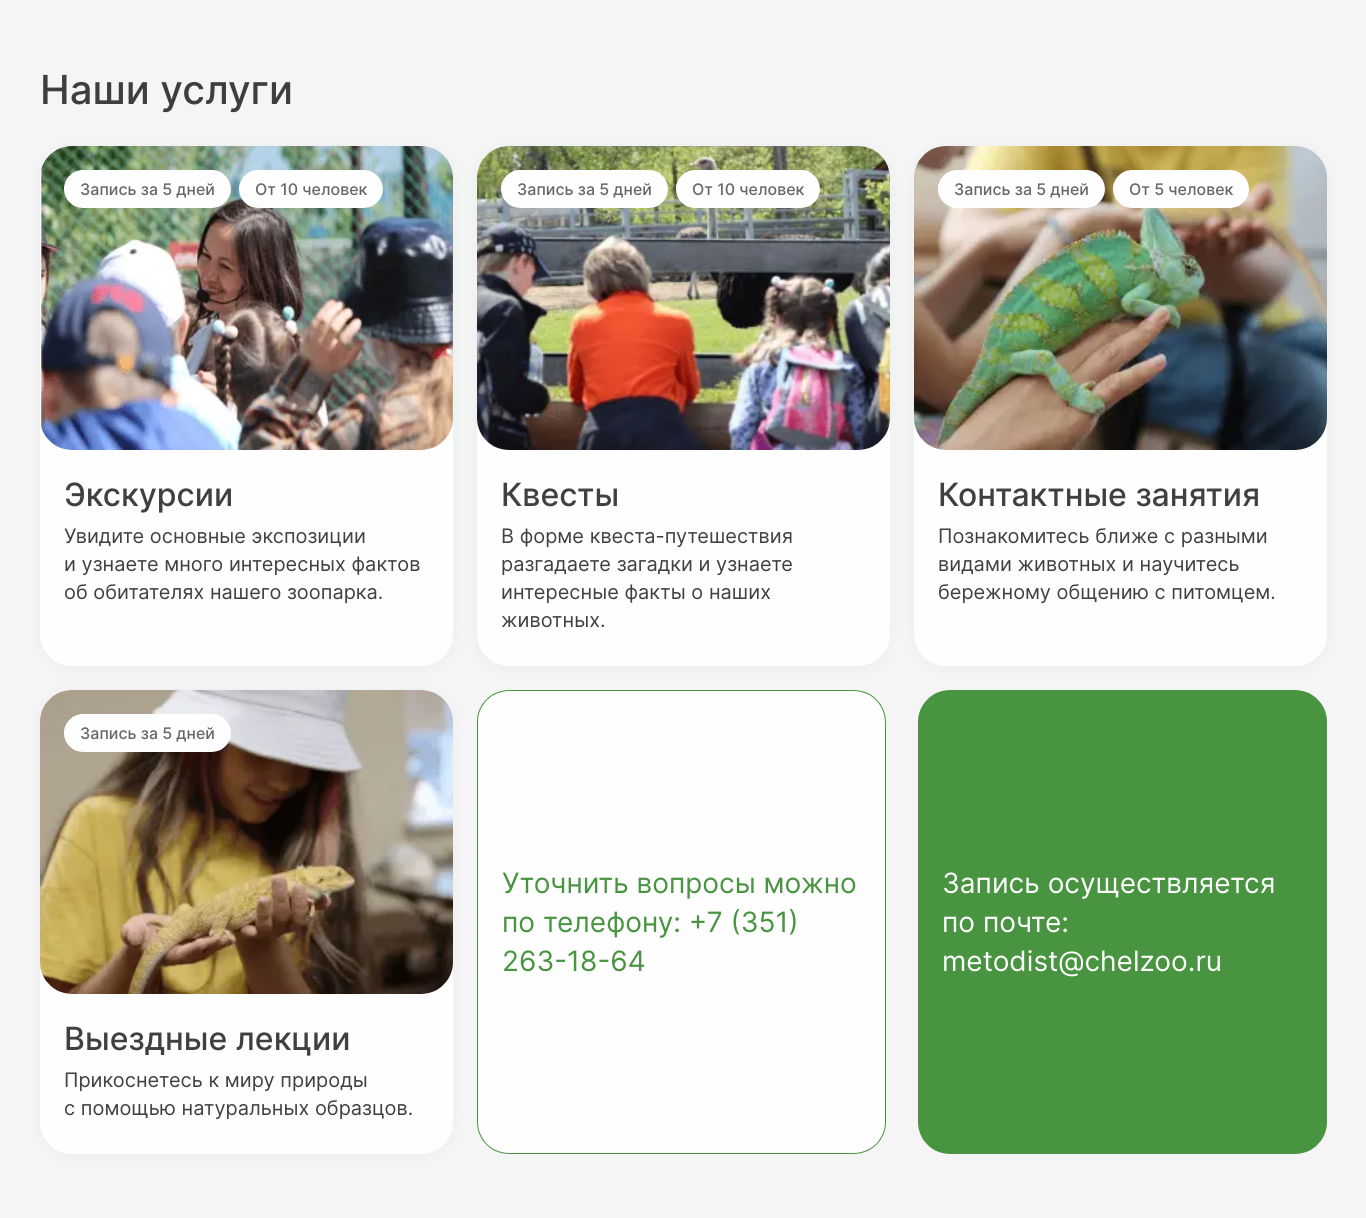 Наши услуги
Запись за 5 дней
От 10 человек
Экскурсии
Увидите основные экспозиции
и узнаете много интересных фактов
об обитателях нашего зоопарка.
Запись за 5 дней
От 10 человек
Квесты
В форме квеста-путешествия
разгадаете загадки и узнаете
интересные факты о наших
животных.
Запись за 5 дней
От 5 человек
Контактные занятия
Познакомитесь ближе с разными
видами животных и научитесь
бережному общению с питомцем.
Запись за 5 дней
Выездные лекции
Прикоснетесь к миру природы
с помощью натуральных образцов.
Уточнить вопросы можно
по телефону: +7 (351)
263-18-64
Запись осуществляется
по почте:
metodist@chelzoo.ru